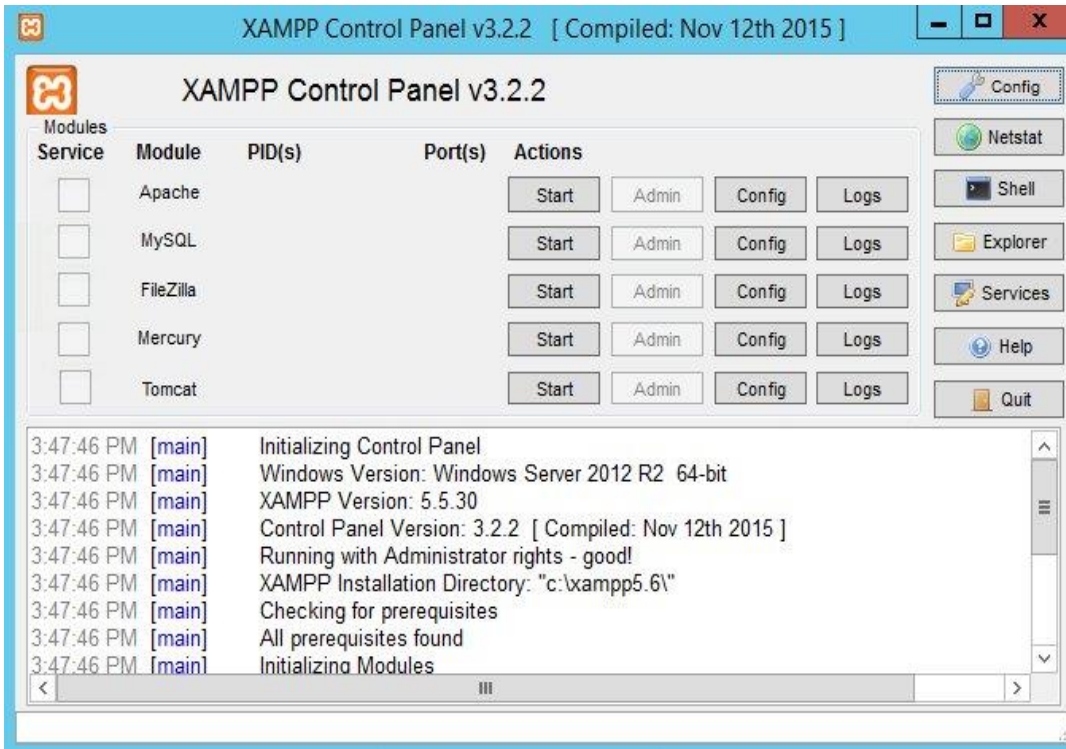 XAMPP Control Panel v3.2.2 [ Compiled: Nov 12th 2015 ]
XAMPP Control Panel v3.2.2
Config
Modules
Netstat
Service Module PID(s) Port(s) Actions
Apache Start Admin Config Logs
Shell
MySQL Start Admin Config Logs
Explorer
FileZilla Start Admin Config Logs
Services
Mercury Start Admin Config Logs
Help
Tomcat Start Admin Config Logs
Quit
3:47:46 PM [main] Initializing Control Panel
3:47:46 PM [main] Windows Version: Windows Server 2012 R2 64-bit
3:47:46 PM [main] XAMPP Version: 5.5.30
3:47:46 PM [main] Control Panel Version: 3.2.2 [ Compiled: Nov 12th 2015 ]
3:47:46 PM [main] Running with Administrator rights - good!
3:47:46 PM [main] XAMPP Installation Directory: "c:\xampp5.6\"
3:47:46 PM [main] Checking for prerequisites
3:47:46 PM [main] All prerequisites found
3:47:46 PM [main] Initializing Modules